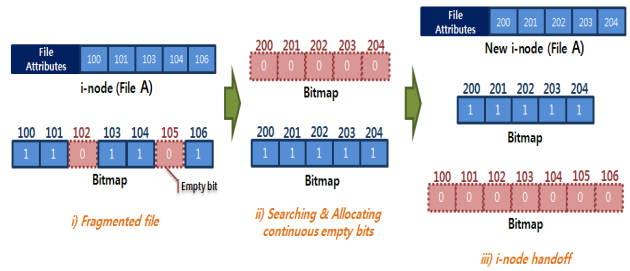 File Attributes 100 101 103 104 106
i-node (File A)
100 101 102 103 104 105 106
1 1 0 1 1 0 1
Bitmap
Empty bit
i) Fragmented file
200 201 202 203 204
0 0 0 0 0
Bitmap
200 201 202 203 204
1 1 1 1 1
Bitmap
ii) Searching & Allocating
continuous empty bits
File Attributes 200 201 202 203 204
New i-node (File A)
200 201 202 203 204
1 1 1 1 1
Bitmap
100 101 102 103 104 105 106
0 0 0 0 0 0 0
Bitmap
iii) i-node handoff